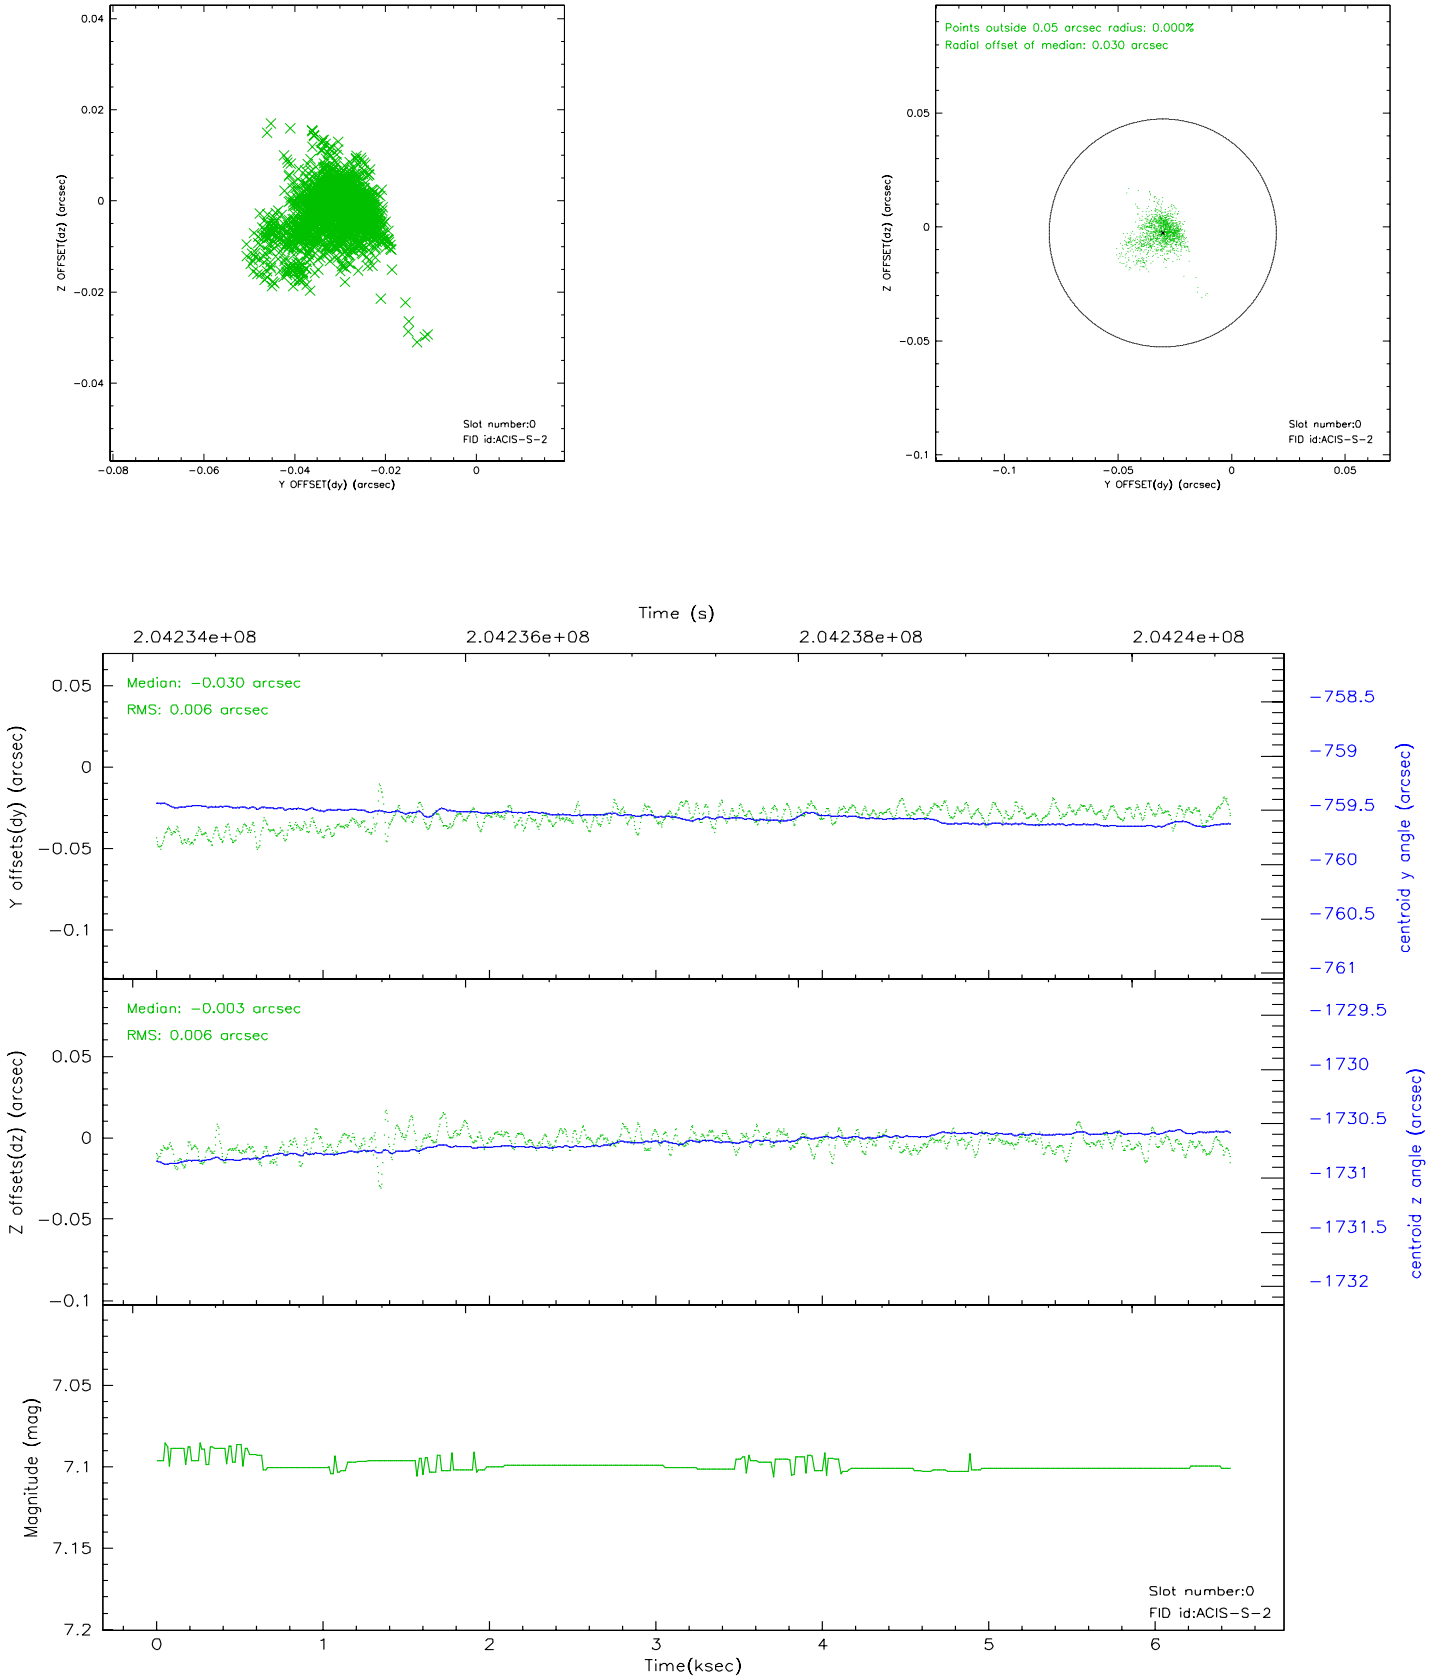 0.04
0.02
0
−0.02
−0.04
Z OFFSET(dz) (arcsec)
Slot number:0
FID id:ACIS−S−2
−0.08 −0.06 −0.04 −0.02 0
Y OFFSET(dy) (arcsec)
Points outside 0.05 arcsec radius: 0.000%
Radial offset of median: 0.030 arcsec
0.05
0
−0.05
−0.1
Z OFFSET(dz) (arcsec)
Slot number:0
FID id:ACIS−S−2
−0.1 −0.05 0 0.05
Y OFFSET(dy) (arcsec)
Time (s)
2.04234e+08 2.04236e+08 2.04238e+08 2.0424e+08
Median: −0.030 arcsec
RMS: 0.006 arcsec
0.05
0
−0.05
−0.1
Y offsets(dy) (arcsec)
−758.5
−759
−759.5
−760
−760.5
−761
centroid y angle (arcsec)
Median: −0.003 arcsec
RMS: 0.006 arcsec
0.05
0
−0.05
−0.1
Z offsets(dz) (arcsec)
−1729.5
−1730
−1730.5
−1731
−1731.5
−1732
centroid z angle (arcsec)
7.05
7.1
7.15
7.2
Magnitude (mag)
Slot number:0
FID id:ACIS−S−2
0 1 2 3 4 5 6
Time(ksec)